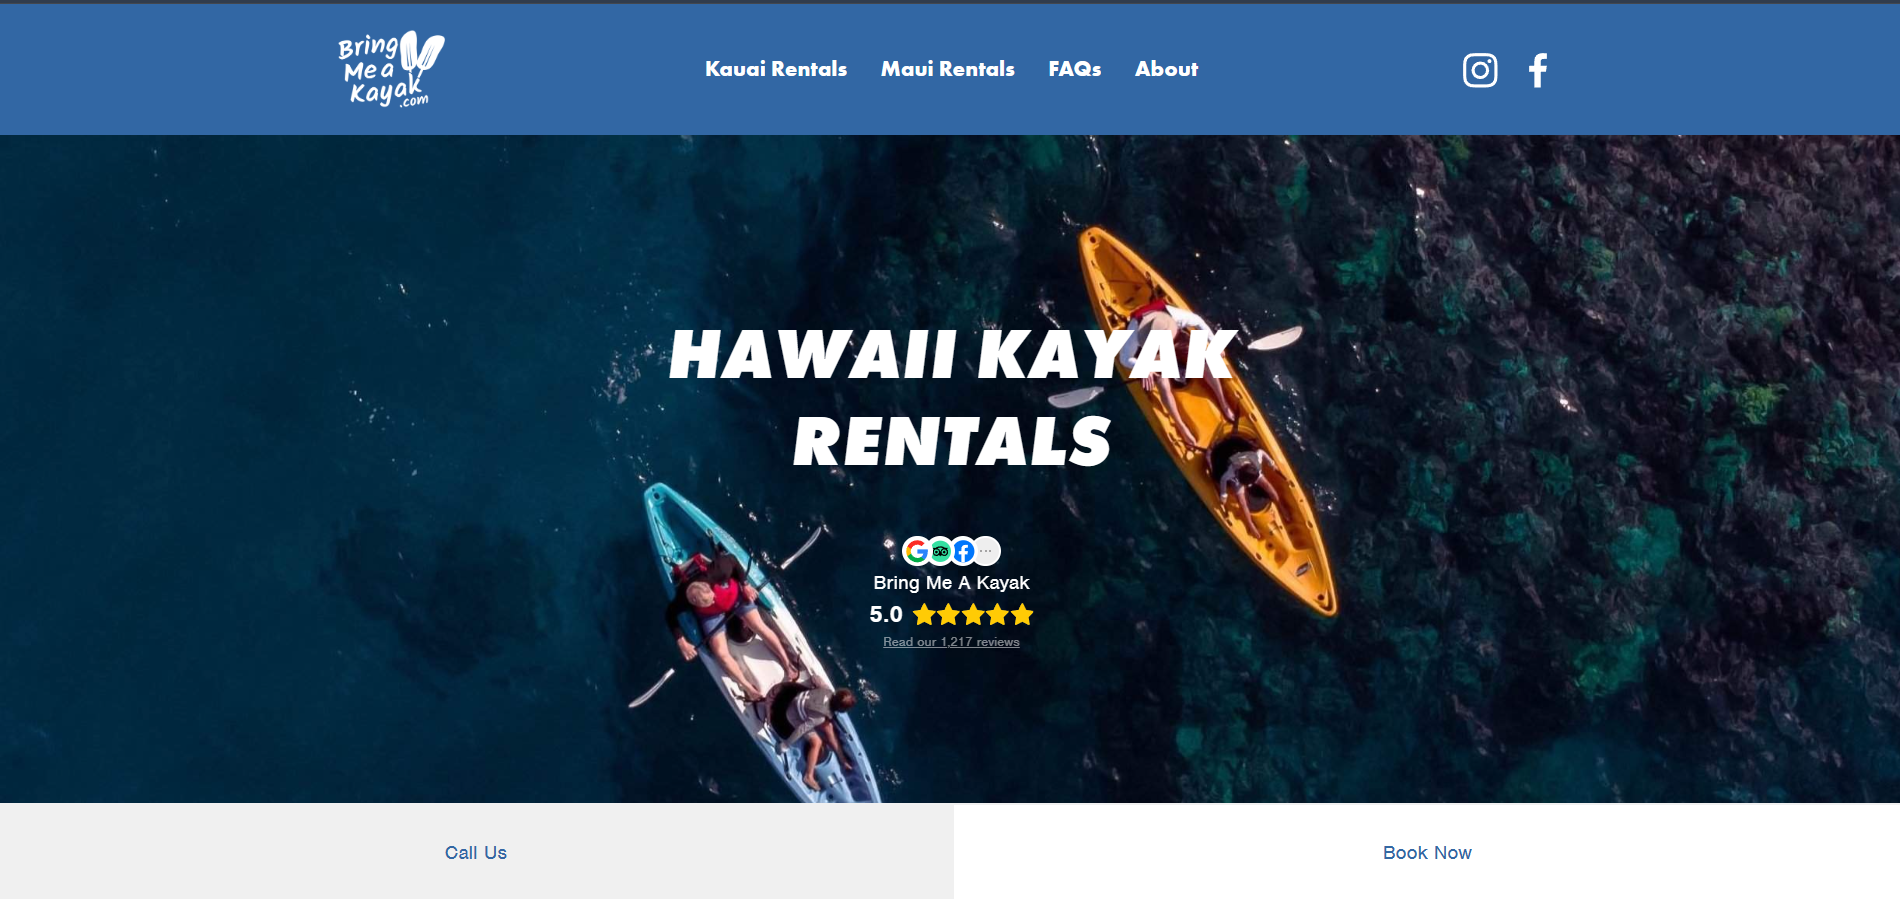 Bring
Me a
Kayak
.com
Kauai Rentals
Maui Rentals
FAQs
About
HAWAII KAYAK
RENTALS
Bring Me A Kayak
5.0
Read our 1,217 reviews
Call Us
Book Now